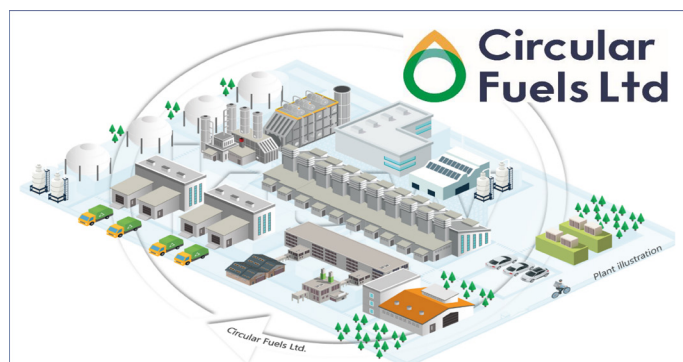 Circular
Fuels Ltd
Plant illustration
Circular Fuels Ltd.